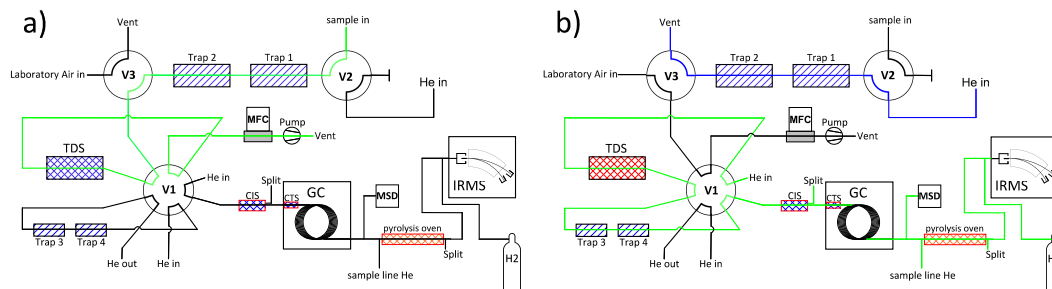 a)
Vent
sample in
Trap 2
Trap 1
V3
V2
Laboratory Air in
He in
MFC
Pump
Vent
TDS
He in
V1
Split
CIS
CTS
GC
MSD
IRMS
Trap 3
Trap 4
pyrolysis oven
Split
He out
He in
sample line He
H2
b)
Vent
sample in
Trap 2
Trap 1
V3
V2
Laboratory Air in
He in
MFC
Pump
Vent
TDS
He in
V1
Split
CIS
CTS
GC
MSD
IRMS
Trap 3
Trap 4
pyrolysis oven
Split
He out
He in
sample line He